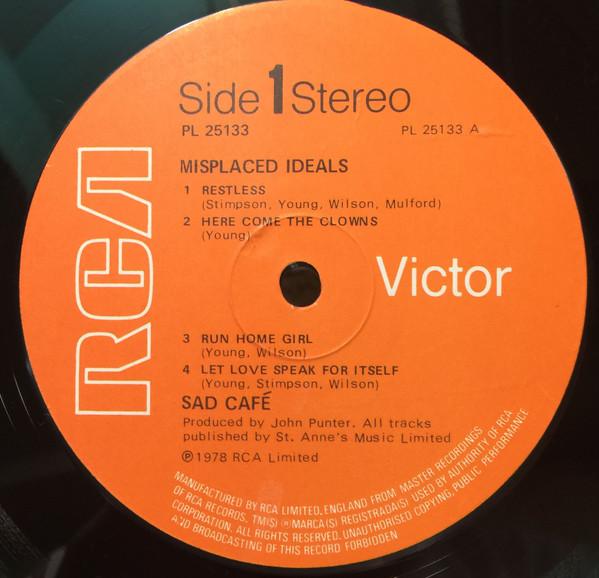 Side 1 Stereo
PL 25133 PL 25133 A
MISPLACED IDEALS
1 RESTLESS
(Stimpson, Young, Wilson, Mulford)
2 HERE COME THE CLOWNS
(Young)
RCA
Victor
3 RUN HOME GIRL
(Young, Wilson)
4 LET LOVE SPEAK FOR ITSELF
(Young, Stimpson, Wilson)
SAD CAFÉ
Produced by John Punter. All tracks
published by St. Anne's Music Limited
Ⓟ 1978 RCA Limited
MANUFACTURED BY RCA LIMITED, ENGLAND FROM MASTER RECORDINGS
OF RCA RECORDS, TM(S) ® MARCA(S) REGISTRADA(S) USED BY AUTHORITY OF RCA
CORPORATION. ALL RIGHTS RESERVED. UNAUTHORISED COPYING, PUBLIC PERFORMANCE
AND BROADCASTING OF THIS RECORD FORBIDDEN